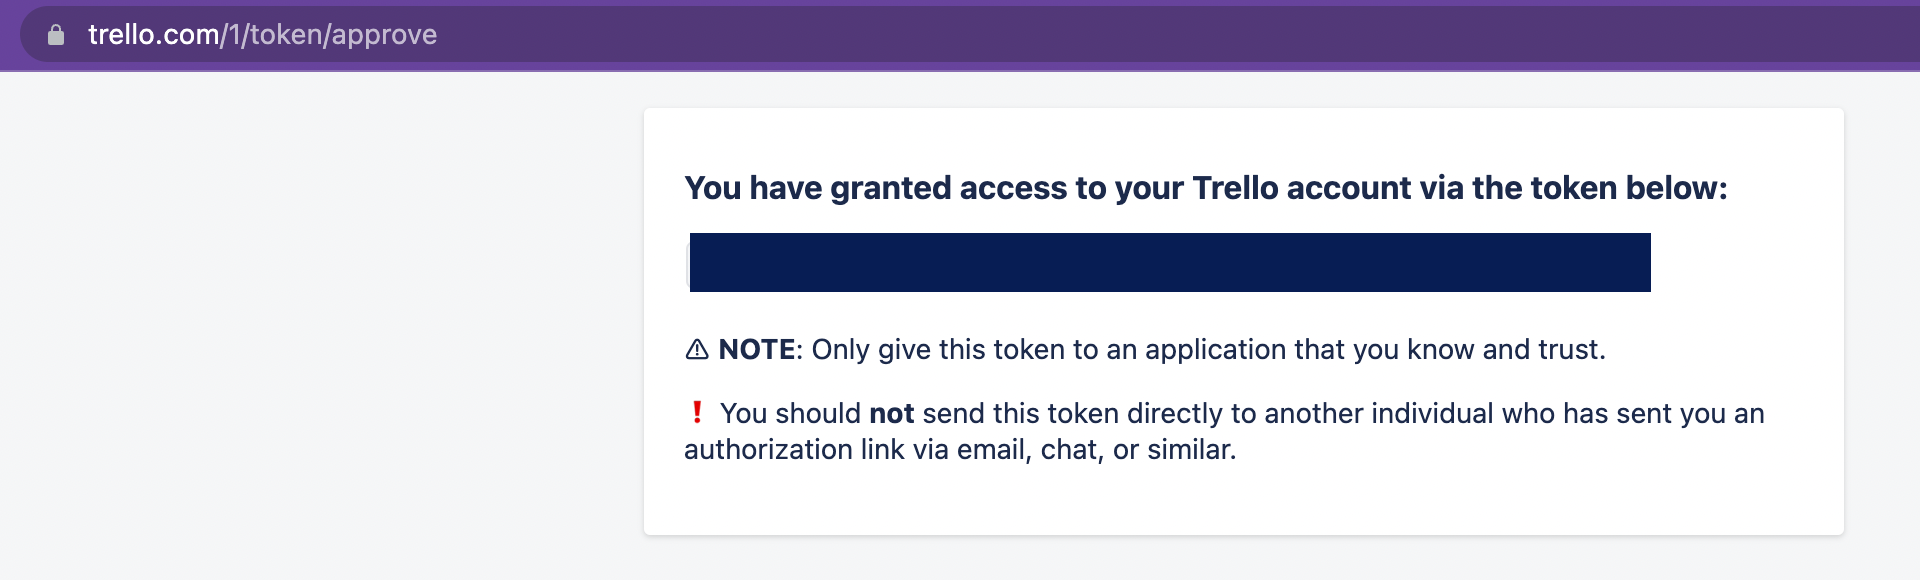 trello.com/1/token/approve
You have granted access to your Trello account via the token below:
⚠ NOTE: Only give this token to an application that you know and trust.
❗ You should not send this token directly to another individual who has sent you an
authorization link via email, chat, or similar.